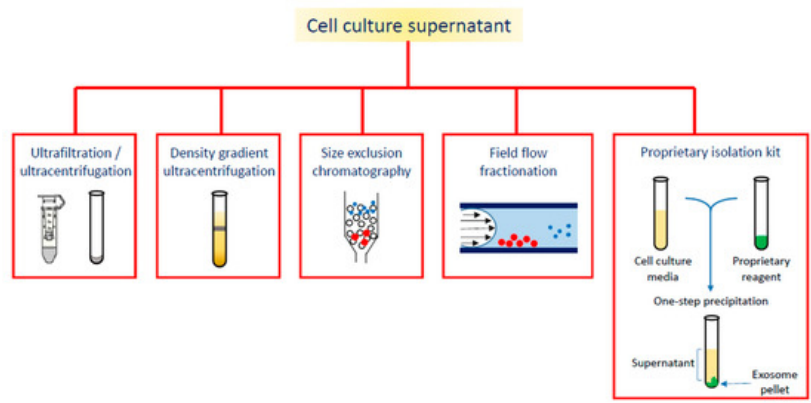 Cell culture supernatant
Ultrafiltration /
ultracentrifugation
Density gradient
ultracentrifugation
Size exclusion
chromatography
Field flow
fractionation
Proprietary isolation kit
Cell culture
media
Proprietary
reagent
One-step precipitation
Supernatant
Exosome
pellet